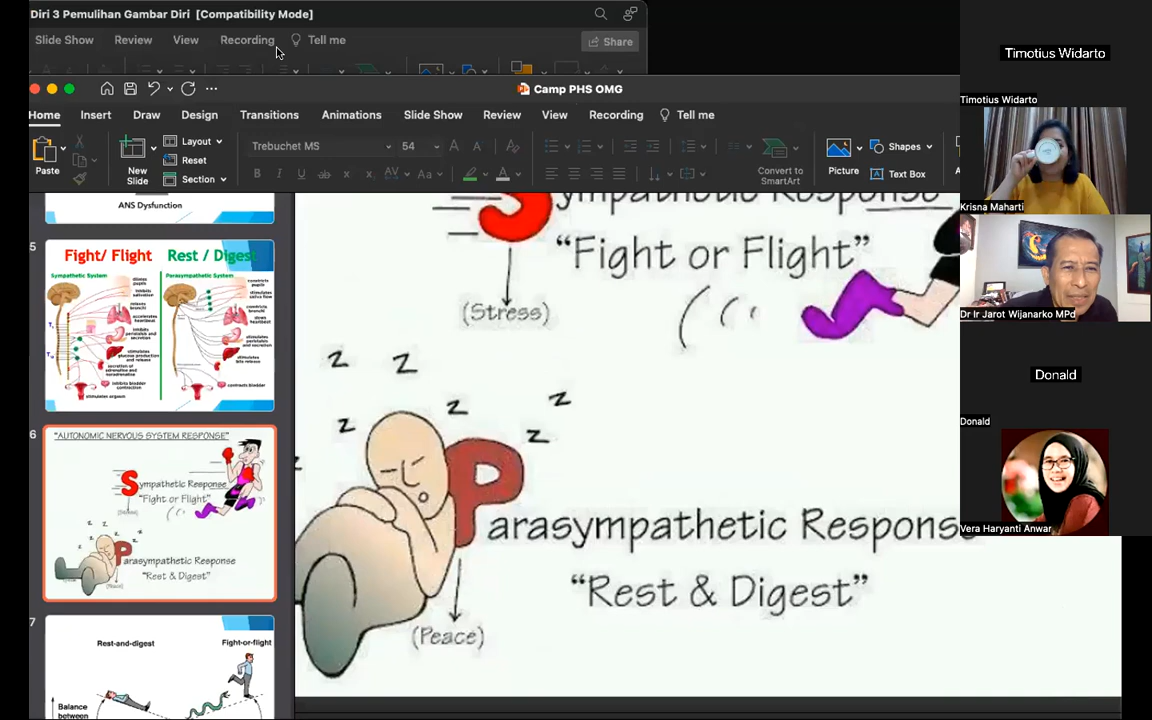 Diri 3 Pemulihan Gambar Diri [Compatibility Mode]
Slide Show Review View Recording Tell me
Share
Camp PHS OMG
Home Insert Draw Design Transitions Animations Slide Show Review View Recording Tell me
Paste
New
Slide
Layout
Reset
Section
Trebuchet MS 54
Convert to
SmartArt
Picture
Shapes
Text Box
ANS Dysfunction
5
Fight/ Flight Rest / Digest
Sympathetic System Parasympathetic System
6
"AUTONOMIC NERVOUS SYSTEM RESPONSE"
Sympathetic Response
"Fight or Flight"
(Stress)
Parasympathetic Response
"Rest & Digest"
(Peace)
7
Rest-and-digest Fight-or-flight
Balance
between
Sympathetic Response
"Fight or Flight"
(Stress)
z z z z z z
Parasympathetic Response
"Rest & Digest"
(Peace)
Timotius Widarto
Timotius Widarto
Krisna Maharti
Dr Ir Jarot Wijanarko MPd
Donald
Donald
Vera Haryanti Anwar